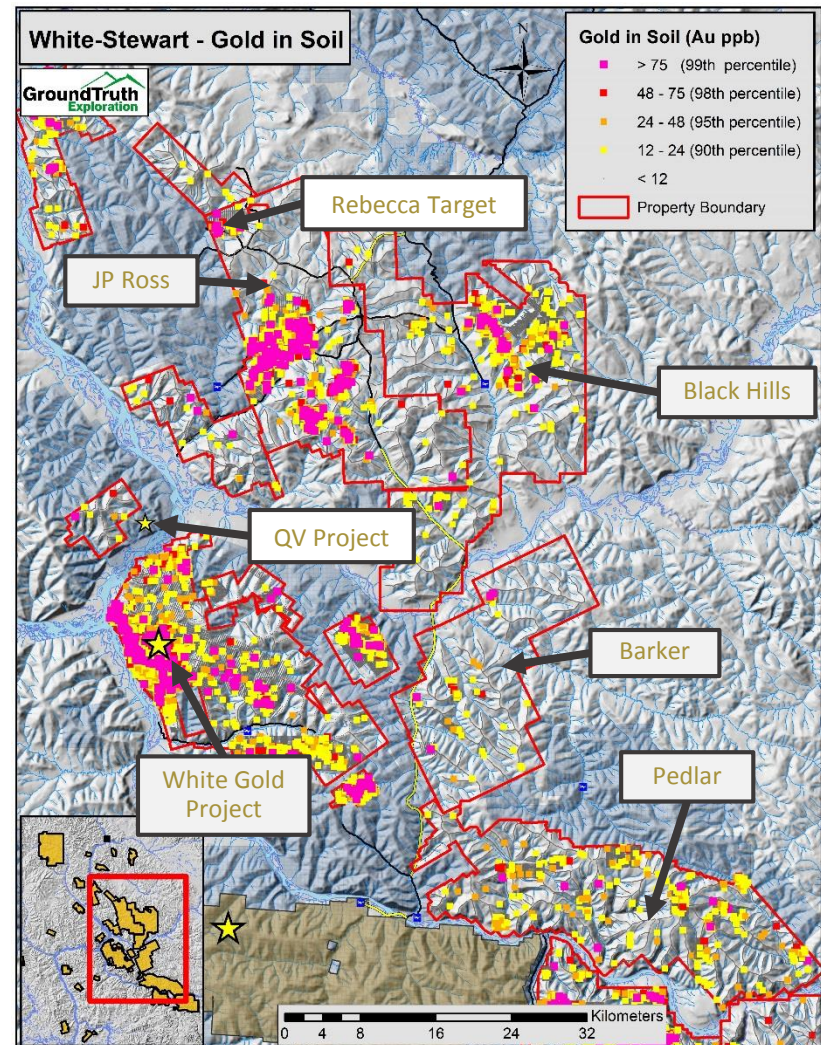 White-Stewart - Gold in Soil
GroundTruth
Exploration
N
Gold in Soil (Au ppb)
> 75 (99th percentile)
48 - 75 (98th percentile)
24 - 48 (95th percentile)
12 - 24 (90th percentile)
< 12
Property Boundary
Rebecca Target
JP Ross
Black Hills
QV Project
Barker
White Gold
Project
Pedlar
Kilometers
0 4 8 16 24 32